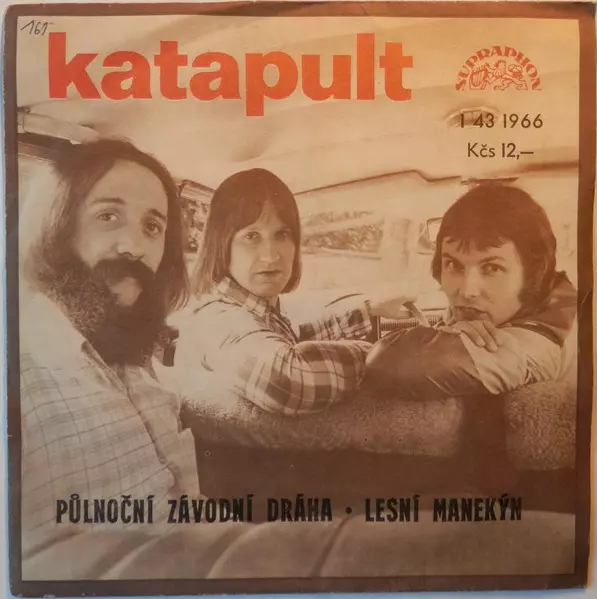 161-
katapult
SUPRAPHON
1 43 1966
Kčs 12,—
PŮLNOČNÍ ZÁVODNÍ DRÁHA · LESNÍ MANEKÝN